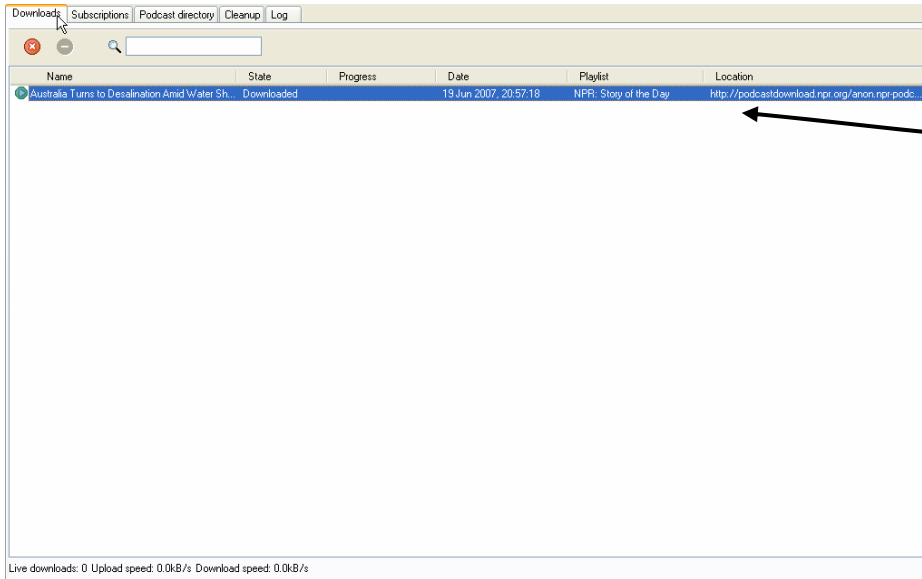 Downloads Subscriptions Podcast directory Cleanup Log
Name State Progress Date Playlist Location
Australia Turns to Desalination Amid Water Sh... Downloaded 19 Jun 2007, 20:57:18 NPR: Story of the Day http://podcastdownload.npr.org/anon.npr-podc...
Live downloads: 0 Upload speed: 0.0kB/s Download speed: 0.0kB/s